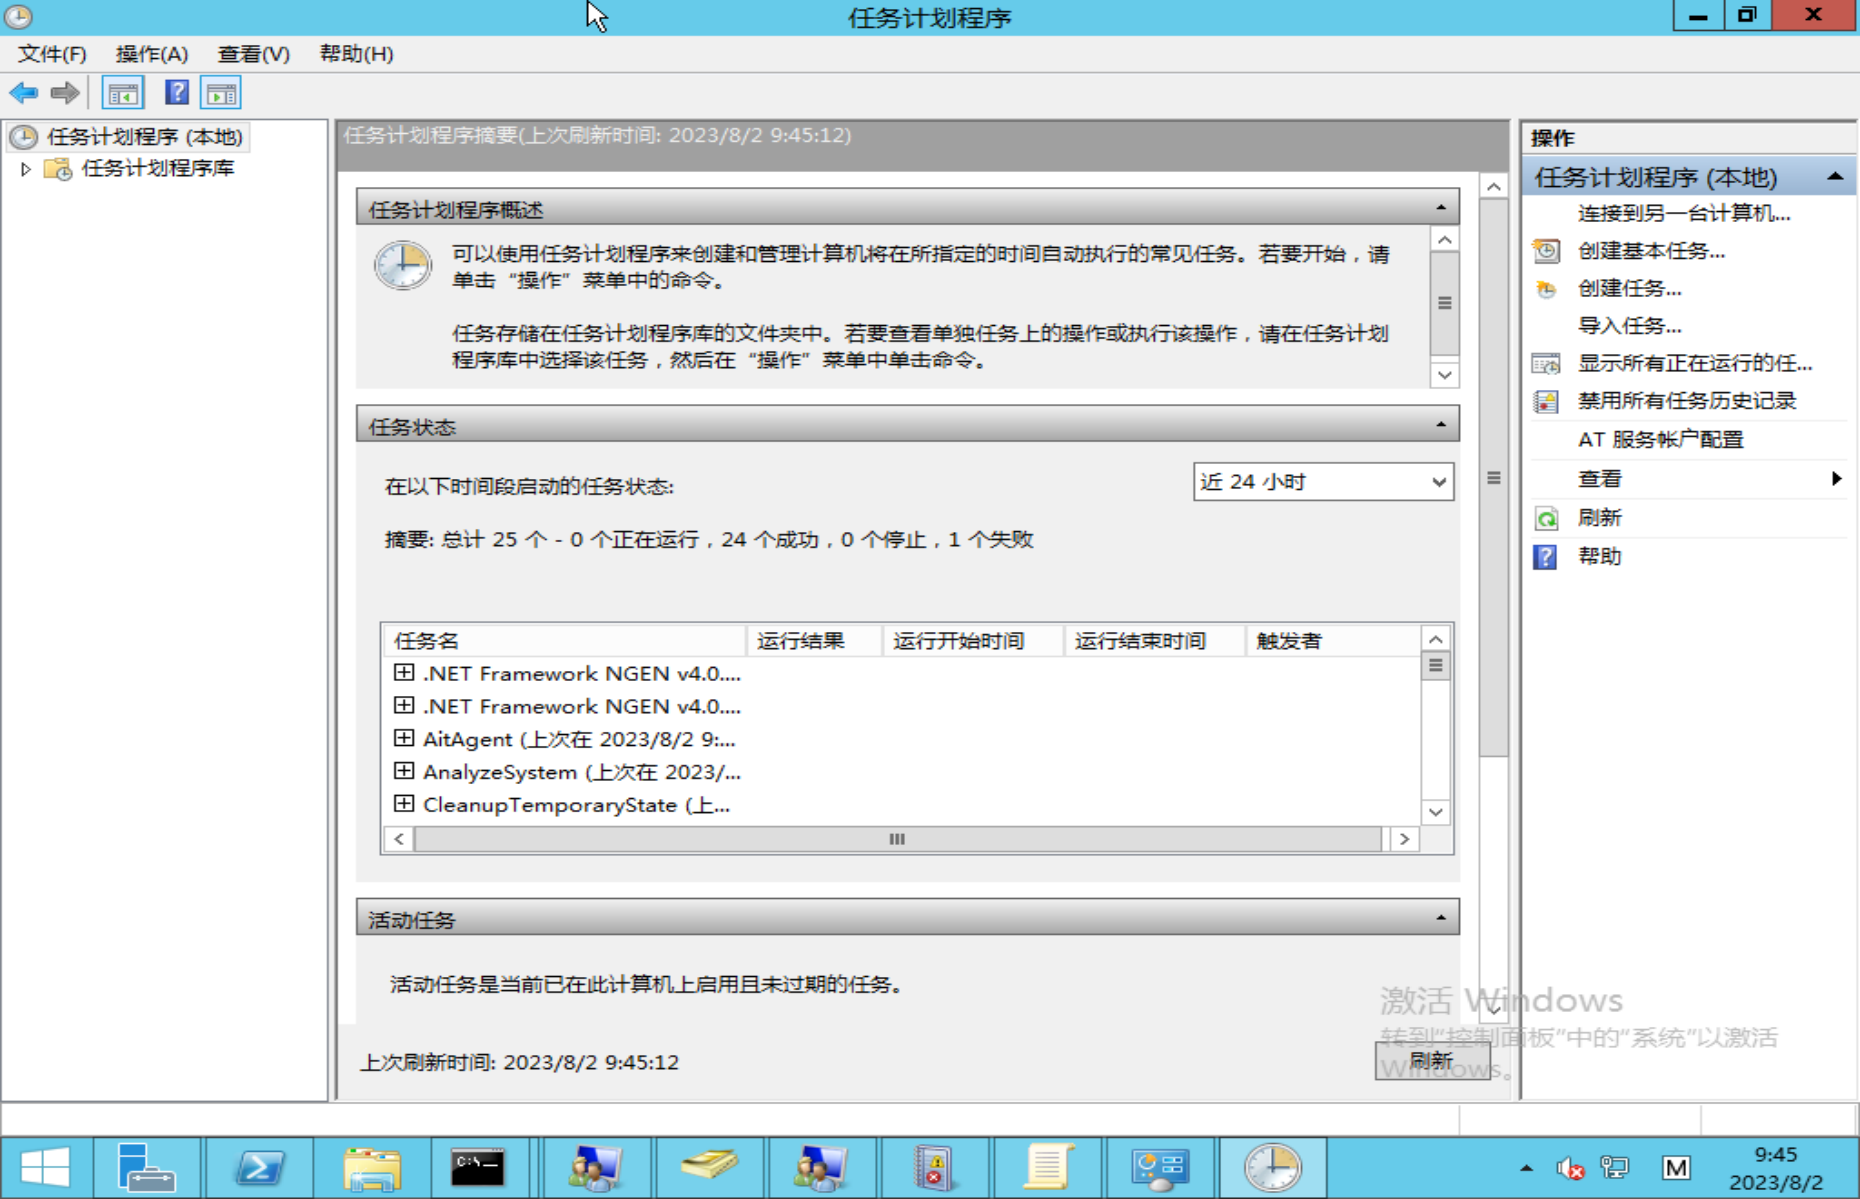 任务计划程序
文件(F) 操作(A) 查看(V) 帮助(H)
任务计划程序 (本地)
任务计划程序库
任务计划程序摘要(上次刷新时间: 2023/8/2 9:45:12)
任务计划程序概述
可以使用任务计划程序来创建和管理计算机将在所指定的时间自动执行的常见任务。若要开始，请
单击“操作”菜单中的命令。
任务存储在任务计划程序库的文件夹中。若要查看单独任务上的操作或执行该操作，请在任务计划
程序库中选择该任务，然后在“操作”菜单中单击命令。
任务状态
在以下时间段启动的任务状态:
近 24 小时
摘要: 总计 25 个 - 0 个正在运行，24 个成功，0 个停止，1 个失败
任务名 运行结果 运行开始时间 运行结束时间 触发者
.NET Framework NGEN v4.0....
.NET Framework NGEN v4.0....
AitAgent (上次在 2023/8/2 9:...
AnalyzeSystem (上次在 2023/...
CleanupTemporaryState (上...
活动任务
活动任务是当前已在此计算机上启用且未过期的任务。
上次刷新时间: 2023/8/2 9:45:12
刷新
操作
任务计划程序 (本地)
连接到另一台计算机...
创建基本任务...
创建任务...
导入任务...
显示所有正在运行的任...
禁用所有任务历史记录
AT 服务帐户配置
查看
刷新
帮助
激活 Windows
转到“控制面板”中的“系统”以激活
Windows。
C:\
M
9:45
2023/8/2